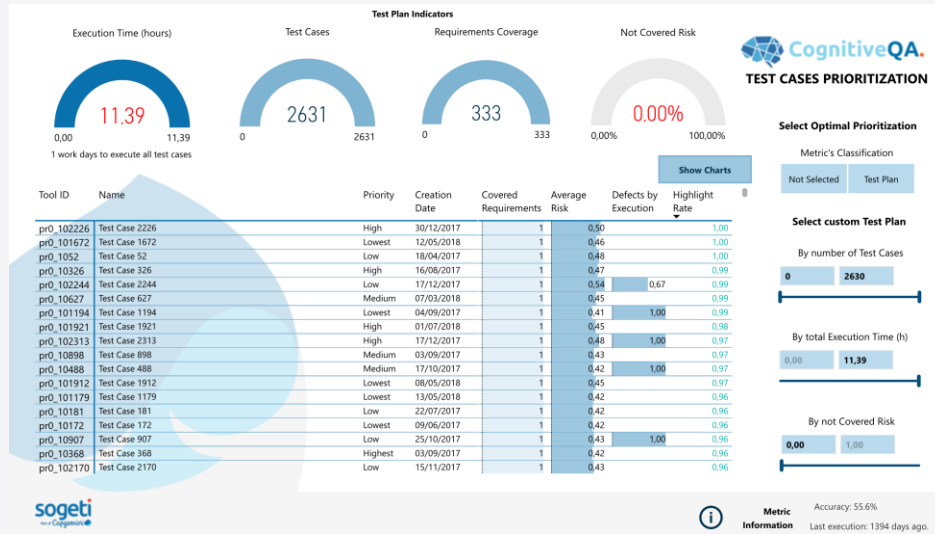 Test Plan Indicators
Execution Time (hours)
Test Cases
Requirements Coverage
Not Covered Risk
11,39
0,00
11,39
1 work days to execute all test cases
2631
0
2631
333
0
333
0.00%
0,00%
100,00%
CognitiveQA.
TEST CASES PRIORITIZATION
Select Optimal Prioritization
Metric's Classification
Not Selected
Test Plan
Select custom Test Plan
By number of Test Cases
0
2630
By total Execution Time (h)
0,00
11,39
By not Covered Risk
0,00
1,00
Show Charts
Tool ID Name Priority Creation Date Covered Requirements Average Risk Defects by Execution Highlight Rate
pr0_102226 Test Case 2226 High 30/12/2017 1 0,50 1,00
pr0_101672 Test Case 1672 Lowest 12/05/2018 1 0,46 1,00
pr0_1052 Test Case 52 Low 18/04/2017 1 0,48 1,00
pr0_10326 Test Case 326 High 16/08/2017 1 0,47 0,99
pr0_102244 Test Case 2244 Low 17/12/2017 1 0,54 0,67 0,99
pr0_10627 Test Case 627 Medium 07/03/2018 1 0,45 0,99
pr0_101194 Test Case 1194 Lowest 04/09/2017 1 0,41 1,00 0,99
pr0_101921 Test Case 1921 High 01/07/2018 1 0,45 0,98
pr0_102313 Test Case 2313 High 17/12/2017 1 0,48 1,00 0,97
pr0_10898 Test Case 898 Medium 03/09/2017 1 0,43 0,97
pr0_10488 Test Case 488 Medium 17/10/2017 1 0,42 1,00 0,97
pr0_101912 Test Case 1912 Lowest 08/05/2018 1 0,45 0,97
pr0_101179 Test Case 1179 Lowest 13/05/2018 1 0,42 0,96
pr0_10181 Test Case 181 Low 22/07/2017 1 0,42 0,96
pr0_10172 Test Case 172 Lowest 09/06/2017 1 0,42 0,96
pr0_10907 Test Case 907 Low 25/10/2017 1 0,43 1,00 0,96
pr0_10368 Test Case 368 Highest 03/09/2017 1 0,42 0,96
pr0_102170 Test Case 2170 Low 15/11/2017 1 0,43 0,96
sogeti
Part of Capgemini
Metric Information
Accuracy: 55.6%
Last execution: 1394 days ago.